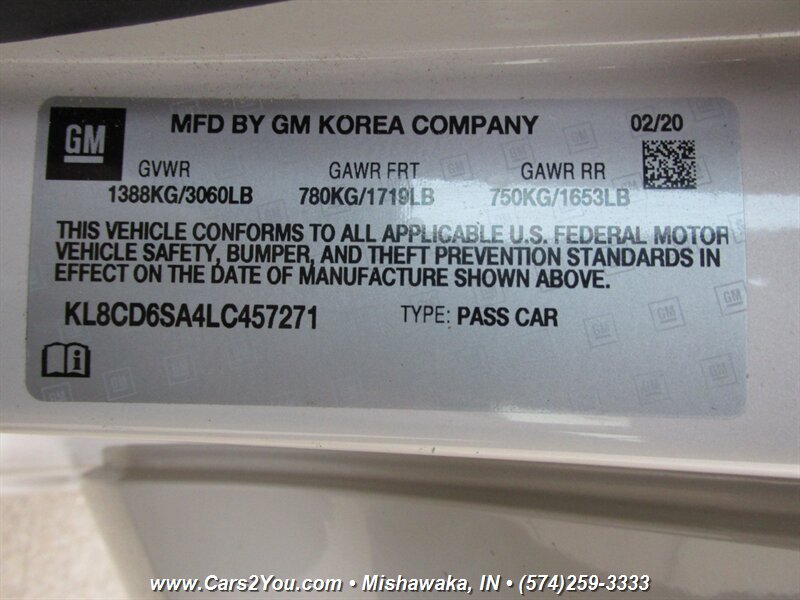 GM MFD BY GM KOREA COMPANY 02/20
GVWR GAWR FRT GAWR RR
1388KG/3060LB 780KG/1719LB 750KG/1653LB
THIS VEHICLE CONFORMS TO ALL APPLICABLE U.S. FEDERAL MOTOR
VEHICLE SAFETY, BUMPER, AND THEFT PREVENTION STANDARDS IN
EFFECT ON THE DATE OF MANUFACTURE SHOWN ABOVE.
KL8CD6SA4LC457271 TYPE: PASS CAR
www.Cars2You.com • Mishawaka, IN • (574)259-3333